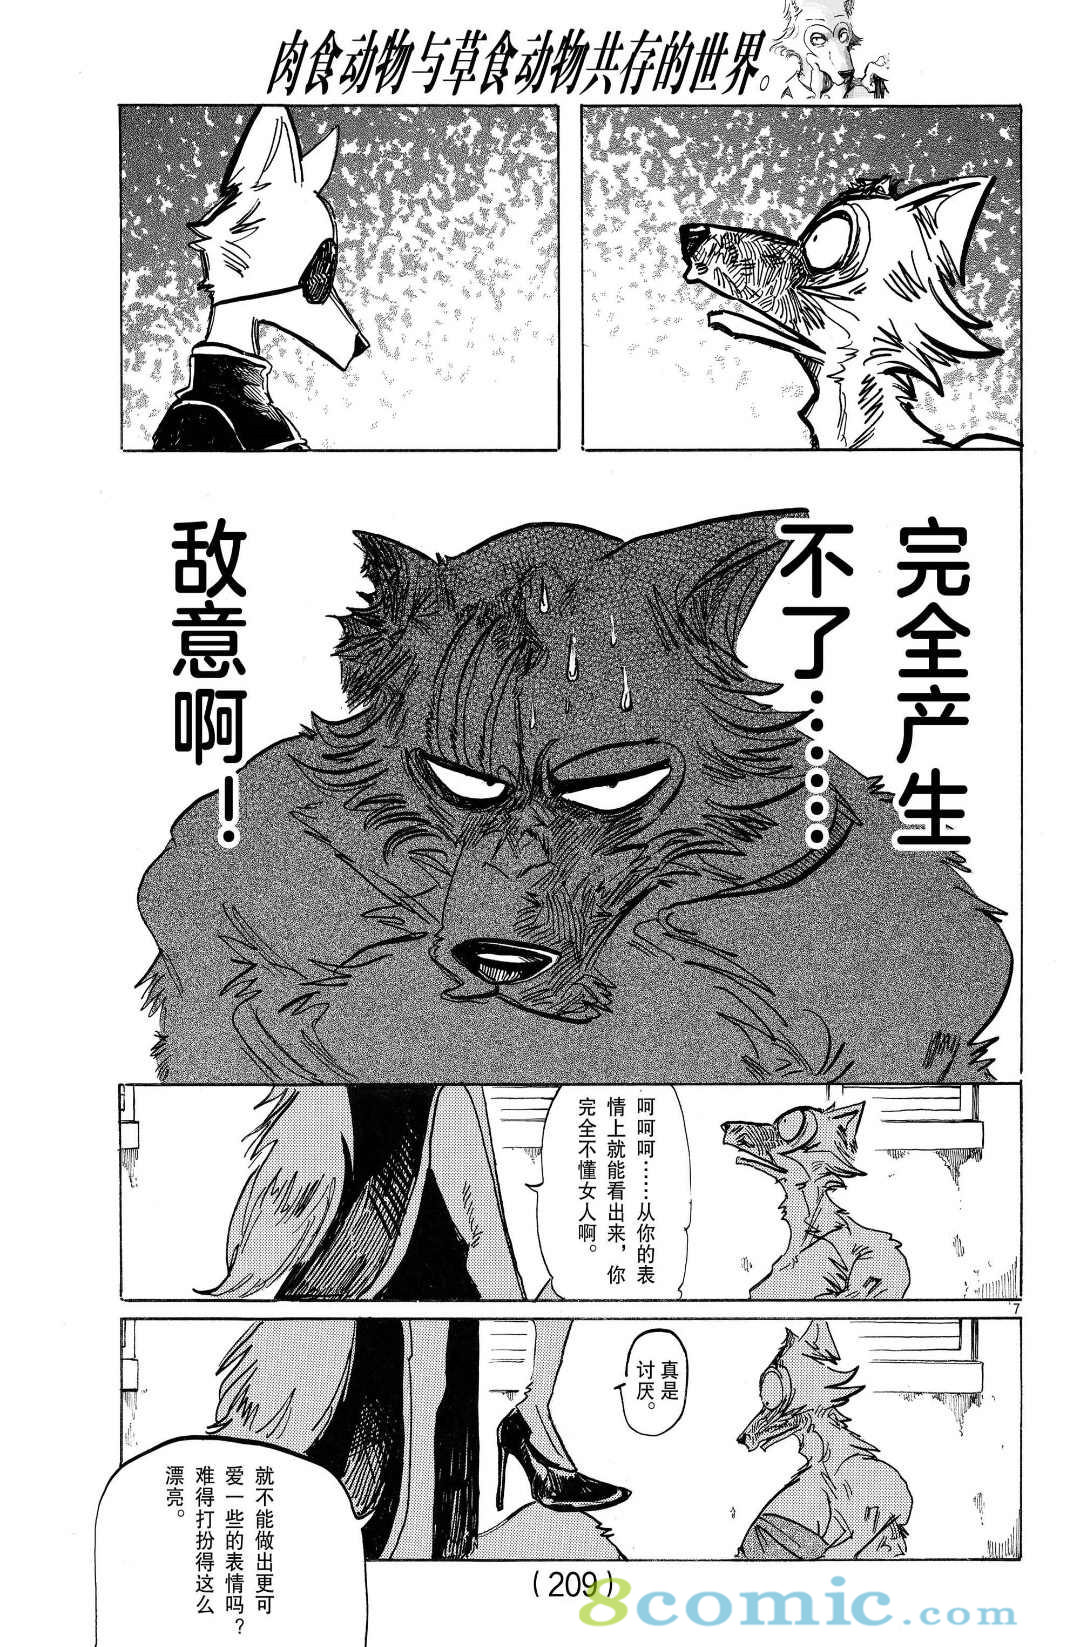 肉食动物与草食动物共存的世界。
完全产生
不了……
敌意啊！
呵呵呵……从你的表
情上就能看出来，你
完全不懂女人啊。
7
真是
讨厌。
就不能做出更可
爱一些的表情吗？
难得打扮得这么
漂亮。
(209)
8comic.com